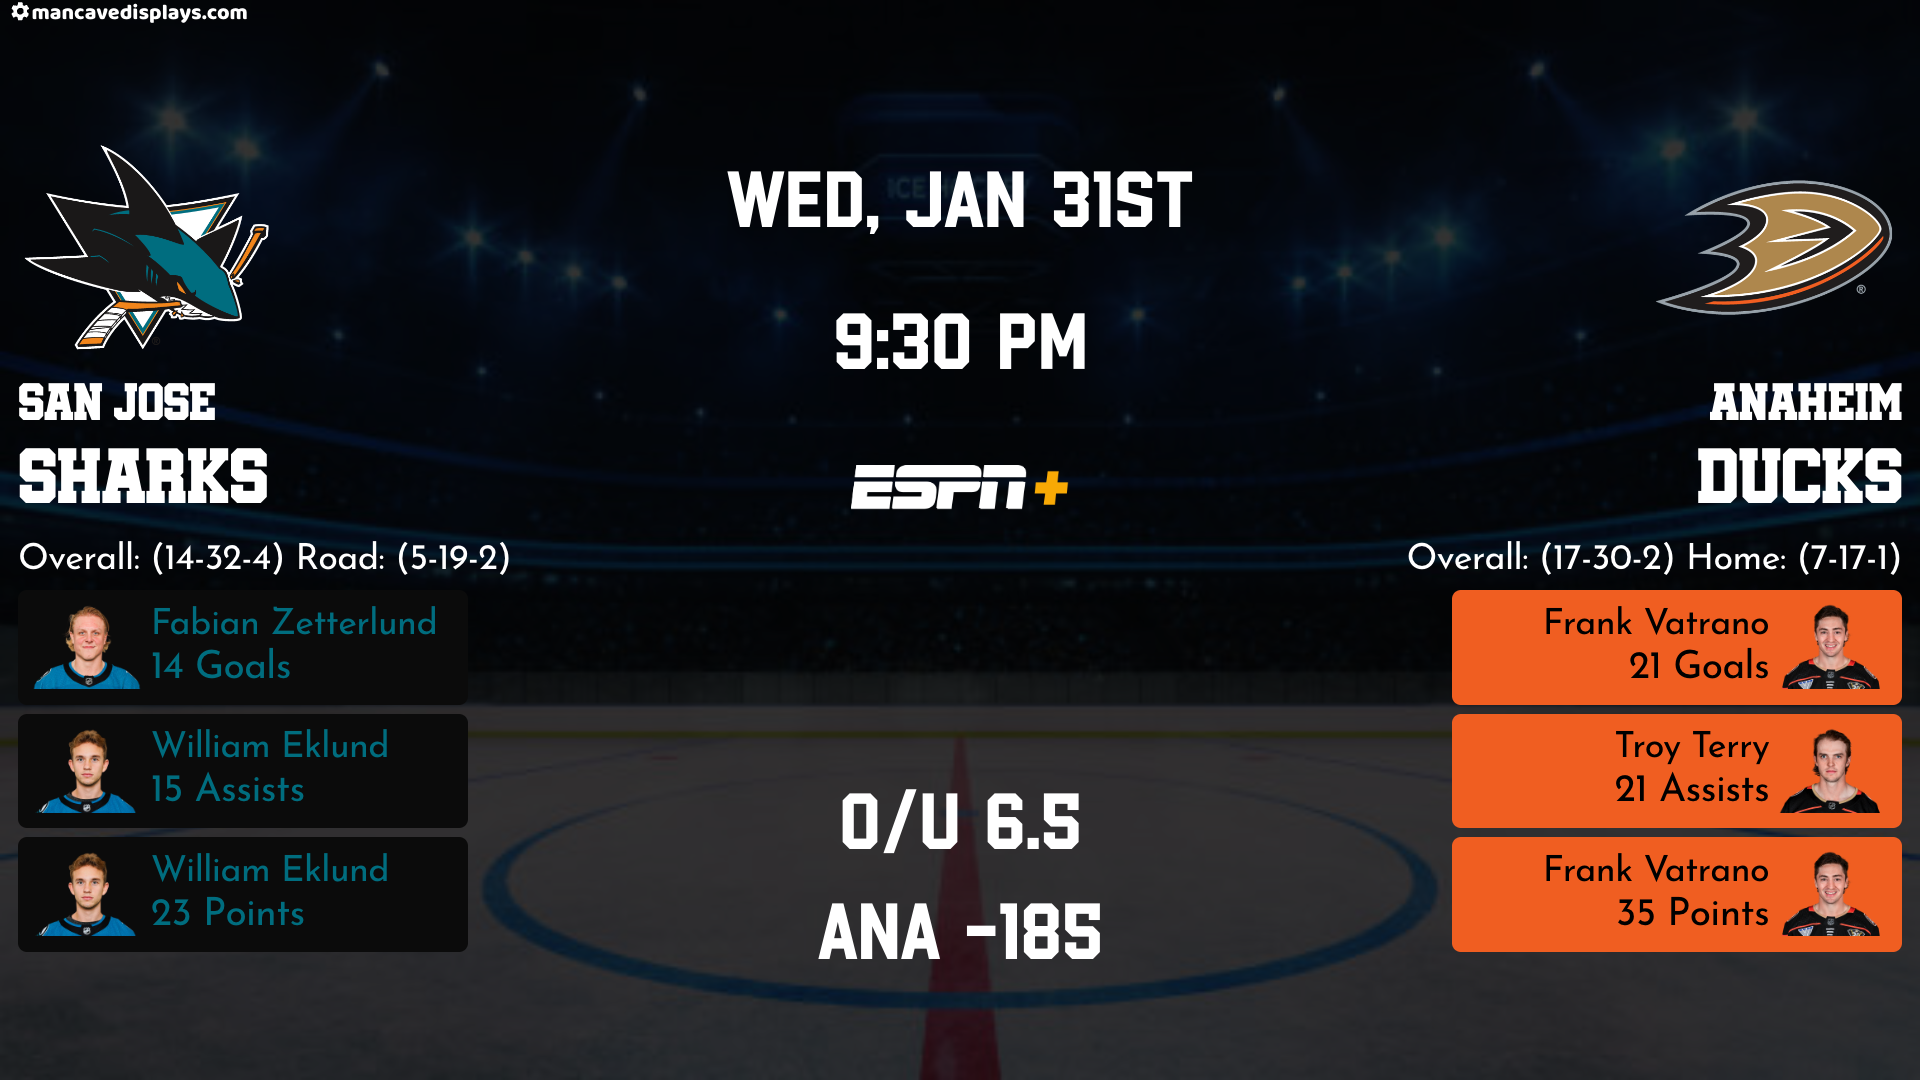 mancavedisplays.com
WED, JAN 31ST
9:30 PM
ESPN+
SAN JOSE
SHARKS
Overall: (14-32-4) Road: (5-19-2)
Fabian Zetterlund
14 Goals
William Eklund
15 Assists
William Eklund
23 Points
ANAHEIM
DUCKS
Overall: (17-30-2) Home: (7-17-1)
Frank Vatrano
21 Goals
Troy Terry
21 Assists
Frank Vatrano
35 Points
O/U 6.5
ANA -185